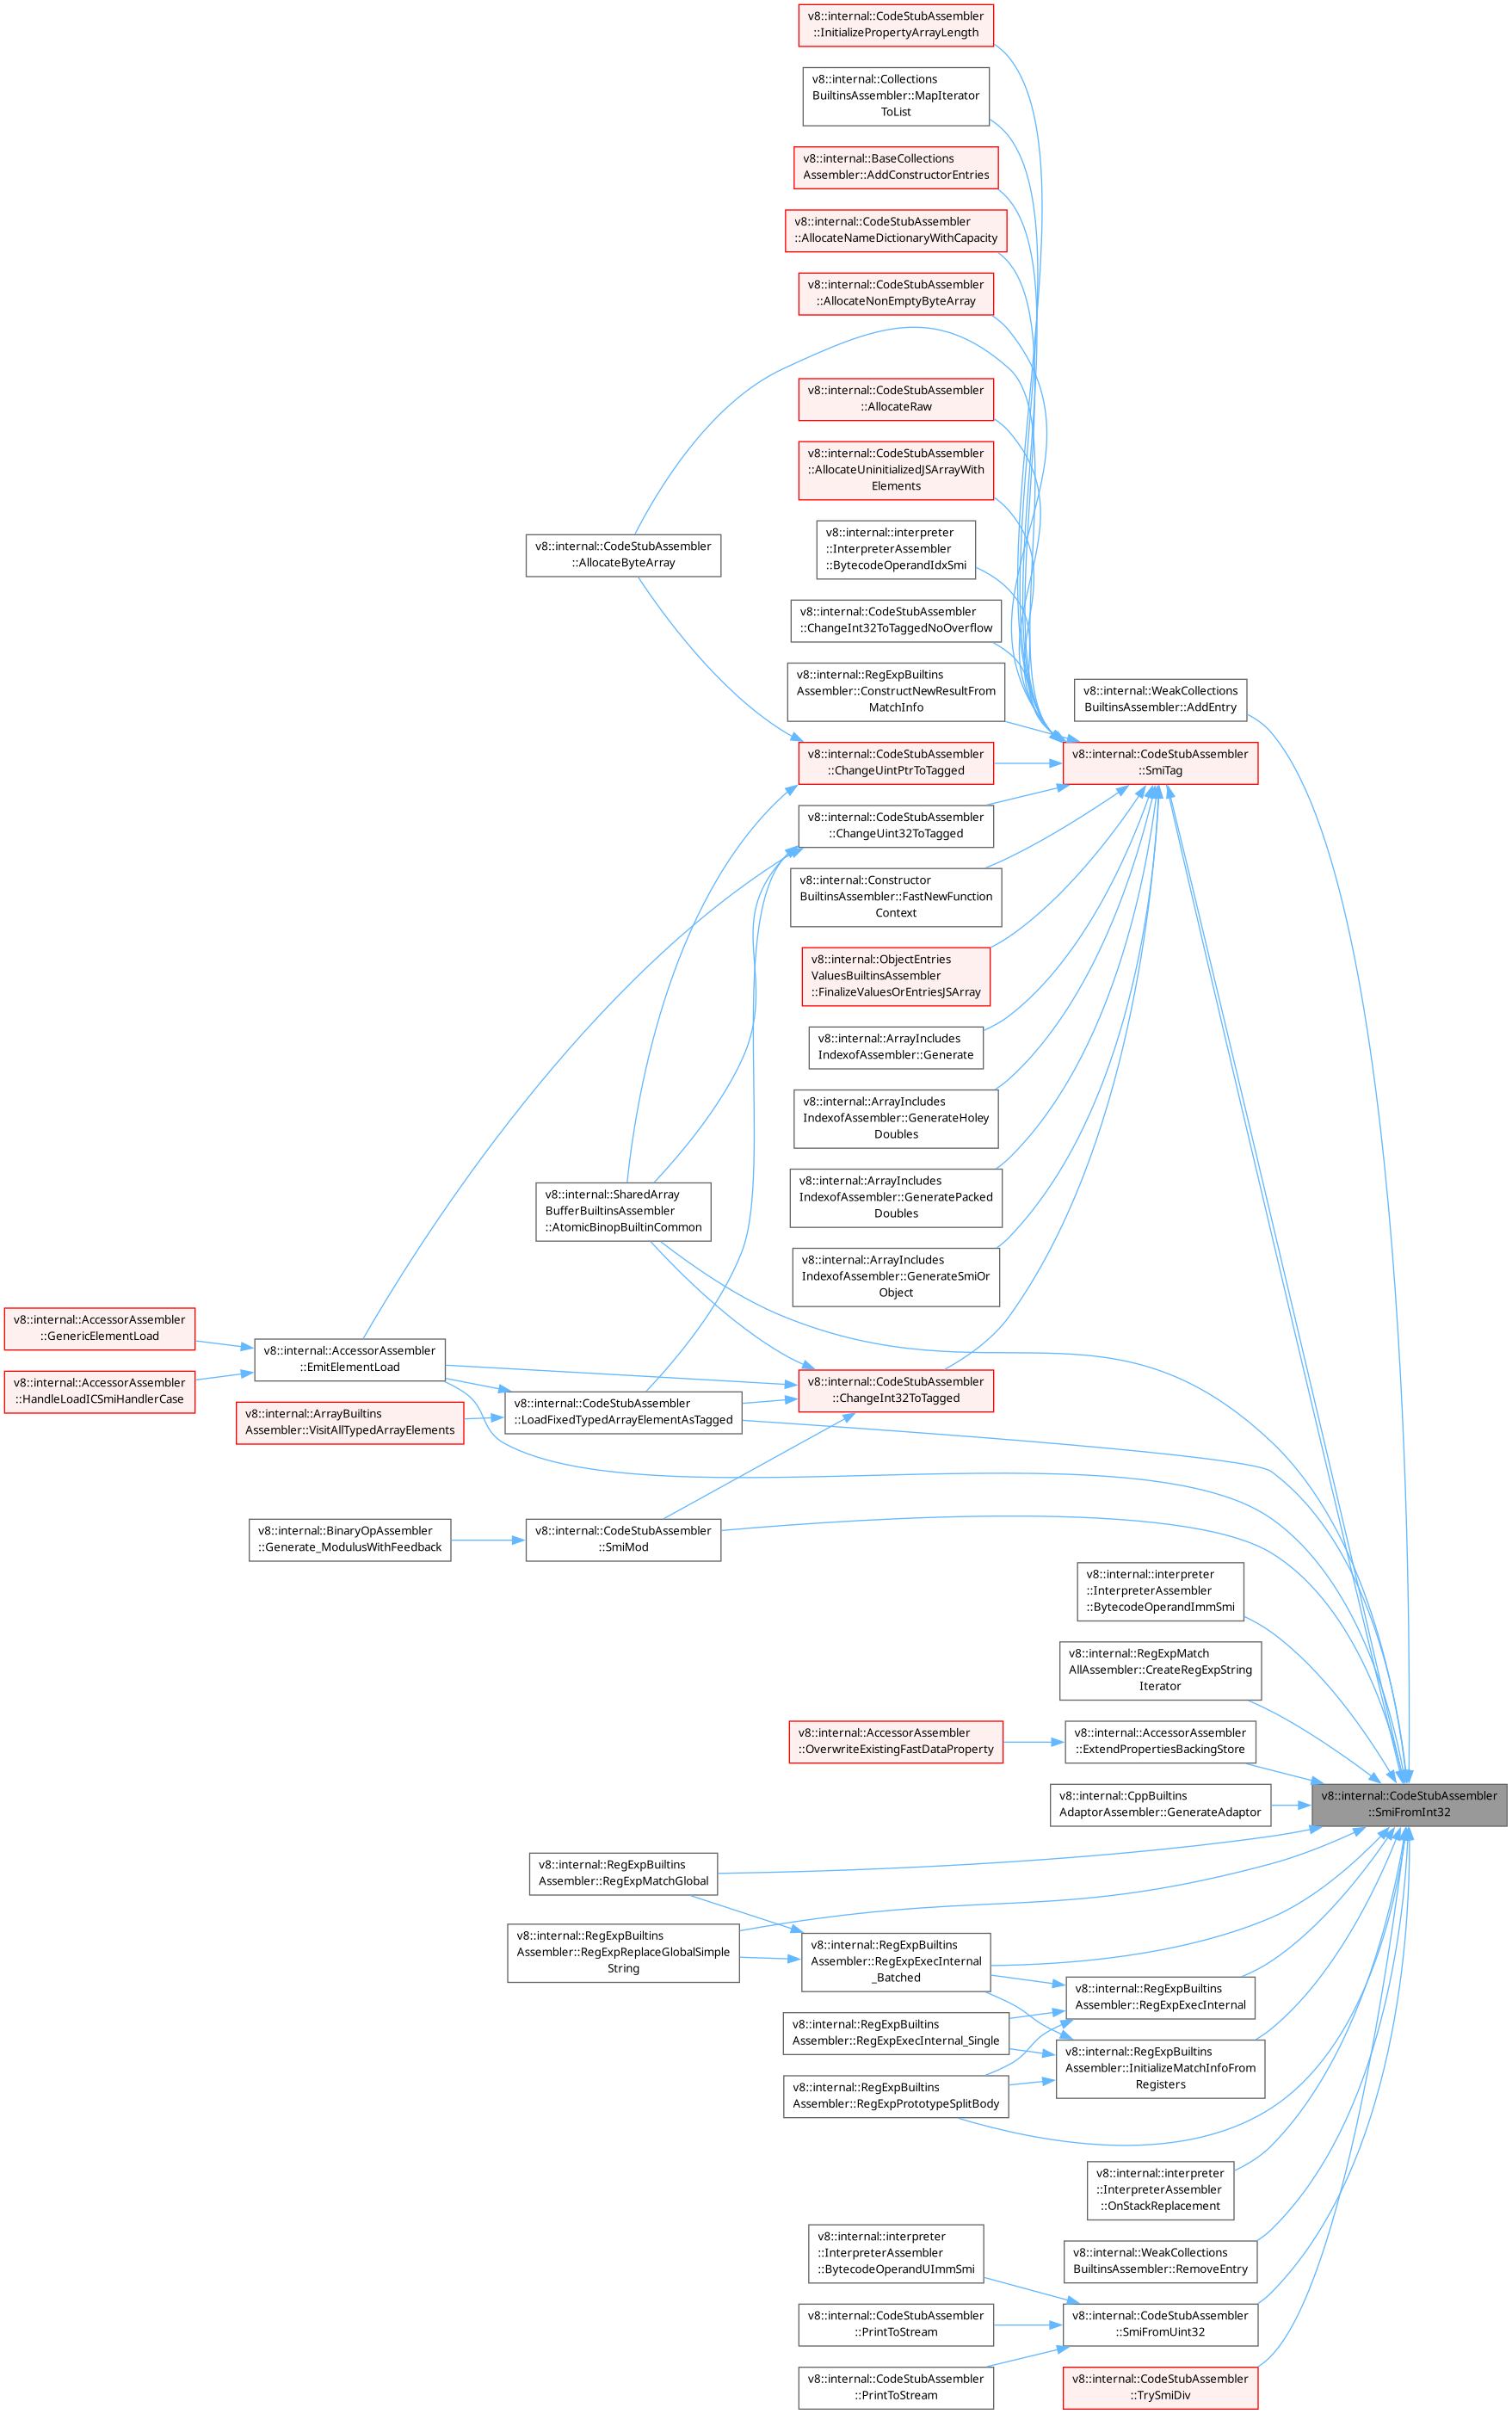 v8::internal::CodeStubAssembler
::InitializePropertyArrayLength
v8::internal::Collections
BuiltinsAssembler::MapIterator
ToList
v8::internal::BaseCollections
Assembler::AddConstructorEntries
v8::internal::CodeStubAssembler
::AllocateNameDictionaryWithCapacity
v8::internal::CodeStubAssembler
::AllocateNonEmptyByteArray
v8::internal::CodeStubAssembler
::AllocateRaw
v8::internal::CodeStubAssembler
::AllocateUninitializedJSArrayWith
Elements
v8::internal::CodeStubAssembler
::AllocateByteArray
v8::internal::interpreter
::InterpreterAssembler
::BytecodeOperandIdxSmi
v8::internal::CodeStubAssembler
::ChangeInt32ToTaggedNoOverflow
v8::internal::RegExpBuiltins
Assembler::ConstructNewResultFrom
MatchInfo
v8::internal::WeakCollections
BuiltinsAssembler::AddEntry
v8::internal::CodeStubAssembler
::ChangeUintPtrToTagged
v8::internal::CodeStubAssembler
::SmiTag
v8::internal::CodeStubAssembler
::ChangeUint32ToTagged
v8::internal::Constructor
BuiltinsAssembler::FastNewFunction
Context
v8::internal::ObjectEntries
ValuesBuiltinsAssembler
::FinalizeValuesOrEntriesJSArray
v8::internal::ArrayIncludes
IndexofAssembler::Generate
v8::internal::ArrayIncludes
IndexofAssembler::GenerateHoley
Doubles
v8::internal::ArrayIncludes
IndexofAssembler::GeneratePacked
Doubles
v8::internal::SharedArray
BufferBuiltinsAssembler
::AtomicBinopBuiltinCommon
v8::internal::ArrayIncludes
IndexofAssembler::GenerateSmiOr
Object
v8::internal::AccessorAssembler
::GenericElementLoad
v8::internal::AccessorAssembler
::EmitElementLoad
v8::internal::AccessorAssembler
::HandleLoadICSmiHandlerCase
v8::internal::CodeStubAssembler
::ChangeInt32ToTagged
v8::internal::ArrayBuiltins
Assembler::VisitAllTypedArrayElements
v8::internal::CodeStubAssembler
::LoadFixedTypedArrayElementAsTagged
v8::internal::BinaryOpAssembler
::Generate_ModulusWithFeedback
v8::internal::CodeStubAssembler
::SmiMod
v8::internal::interpreter
::InterpreterAssembler
::BytecodeOperandImmSmi
v8::internal::RegExpMatch
AllAssembler::CreateRegExpString
Iterator
v8::internal::AccessorAssembler
::OverwriteExistingFastDataProperty
v8::internal::AccessorAssembler
::ExtendPropertiesBackingStore
v8::internal::CppBuiltins
AdaptorAssembler::GenerateAdaptor
v8::internal::CodeStubAssembler
::SmiFromInt32
v8::internal::RegExpBuiltins
Assembler::RegExpMatchGlobal
v8::internal::RegExpBuiltins
Assembler::RegExpReplaceGlobalSimple
String
v8::internal::RegExpBuiltins
Assembler::RegExpExecInternal
_Batched
v8::internal::RegExpBuiltins
Assembler::RegExpExecInternal
v8::internal::RegExpBuiltins
Assembler::RegExpExecInternal_Single
v8::internal::RegExpBuiltins
Assembler::InitializeMatchInfoFrom
Registers
v8::internal::RegExpBuiltins
Assembler::RegExpPrototypeSplitBody
v8::internal::interpreter
::InterpreterAssembler
::OnStackReplacement
v8::internal::interpreter
::InterpreterAssembler
::BytecodeOperandUImmSmi
v8::internal::WeakCollections
BuiltinsAssembler::RemoveEntry
v8::internal::CodeStubAssembler
::PrintToStream
v8::internal::CodeStubAssembler
::SmiFromUint32
v8::internal::CodeStubAssembler
::PrintToStream
v8::internal::CodeStubAssembler
::TrySmiDiv